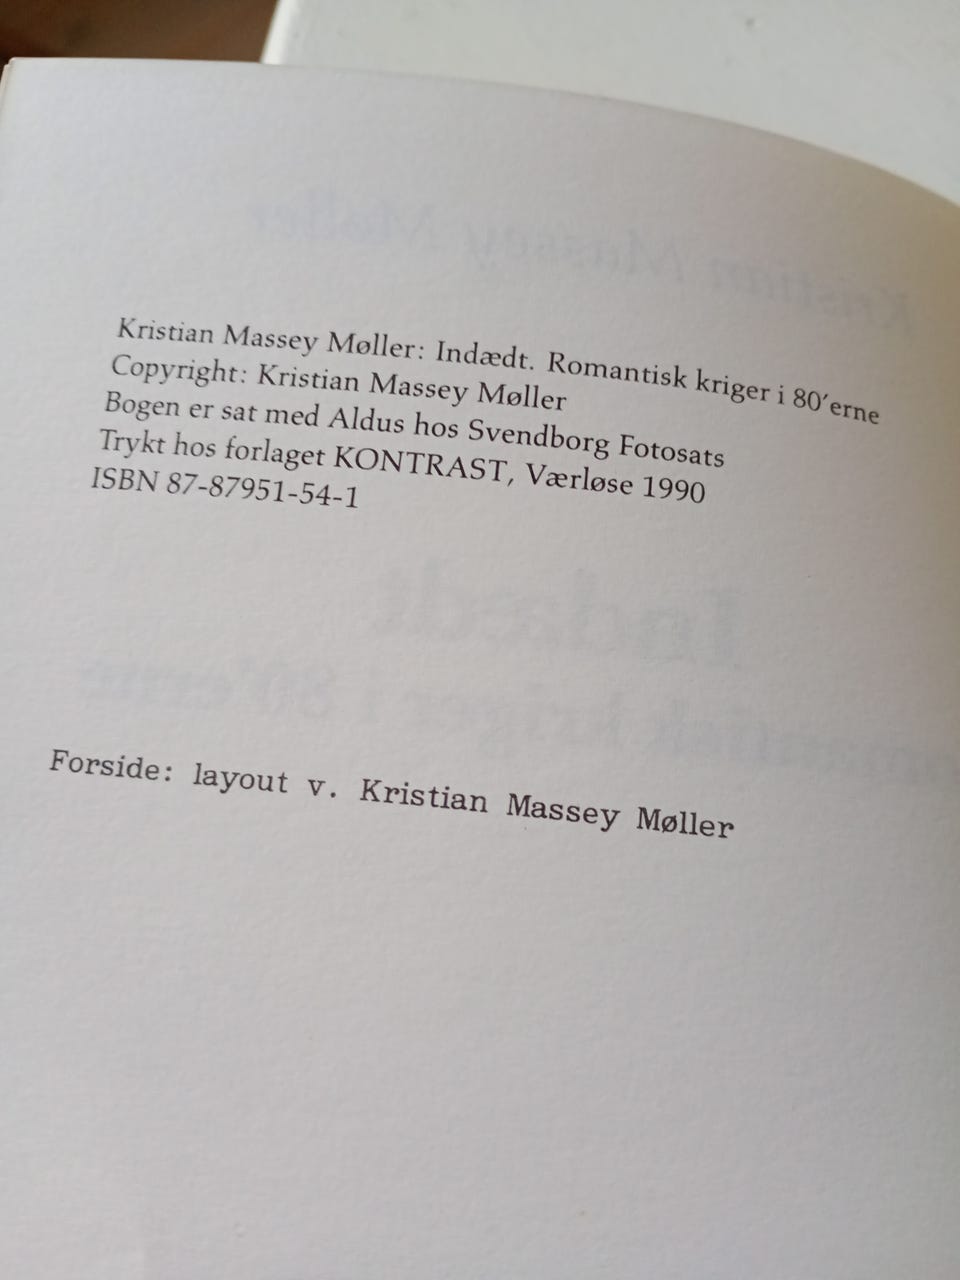 Kristian Massey Møller: Indædt. Romantisk kriger i 80'erne
Copyright: Kristian Massey Møller
Bogen er sat med Aldus hos Svendborg Fotosats
Trykt hos forlaget KONTRAST, Værløse 1990
ISBN 87-87951-54-1
Forside: layout v. Kristian Massey Møller